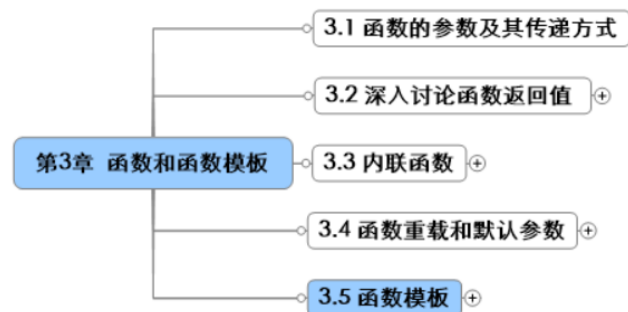 3.1 函数的参数及其传递方式
3.2 深入讨论函数返回值
第3章 函数和函数模板
3.3 内联函数
3.4 函数重载和默认参数
3.5 函数模板